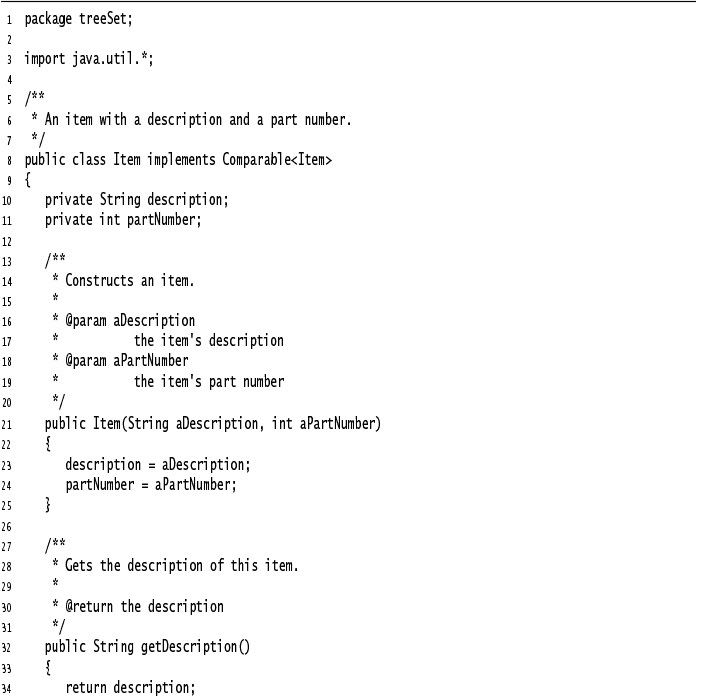 1 package treeSet;
2
3 import java.util.*;
4
5 /**
6  * An item with a description and a part number.
7  */
8 public class Item implements Comparable<Item>
9 {
10    private String description;
11    private int partNumber;
12
13    /**
14     * Constructs an item.
15     *
16     * @param aDescription
17     *           the item's description
18     * @param aPartNumber
19     *           the item's part number
20     */
21    public Item(String aDescription, int aPartNumber)
22    {
23       description = aDescription;
24       partNumber = aPartNumber;
25    }
26
27    /**
28     * Gets the description of this item.
29     *
30     * @return the description
31     */
32    public String getDescription()
33    {
34       return description;